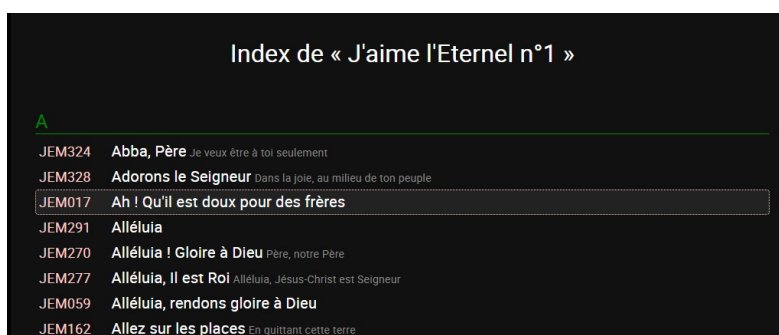 Index de « J'aime l'Eternel n°1 »
A
JEM324 Abba, Père Je veux être à toi seulement
JEM328 Adorons le Seigneur Dans la joie, au milieu de ton peuple
JEM017 Ah ! Qu'il est doux pour des frères
JEM291 Alléluia
JEM270 Alléluia ! Gloire à Dieu Père, notre Père
JEM277 Alléluia, Il est Roi Alléluia, Jésus-Christ est Seigneur
JEM059 Alléluia, rendons gloire à Dieu
JEM162 Allez sur les places En quittant cette terre